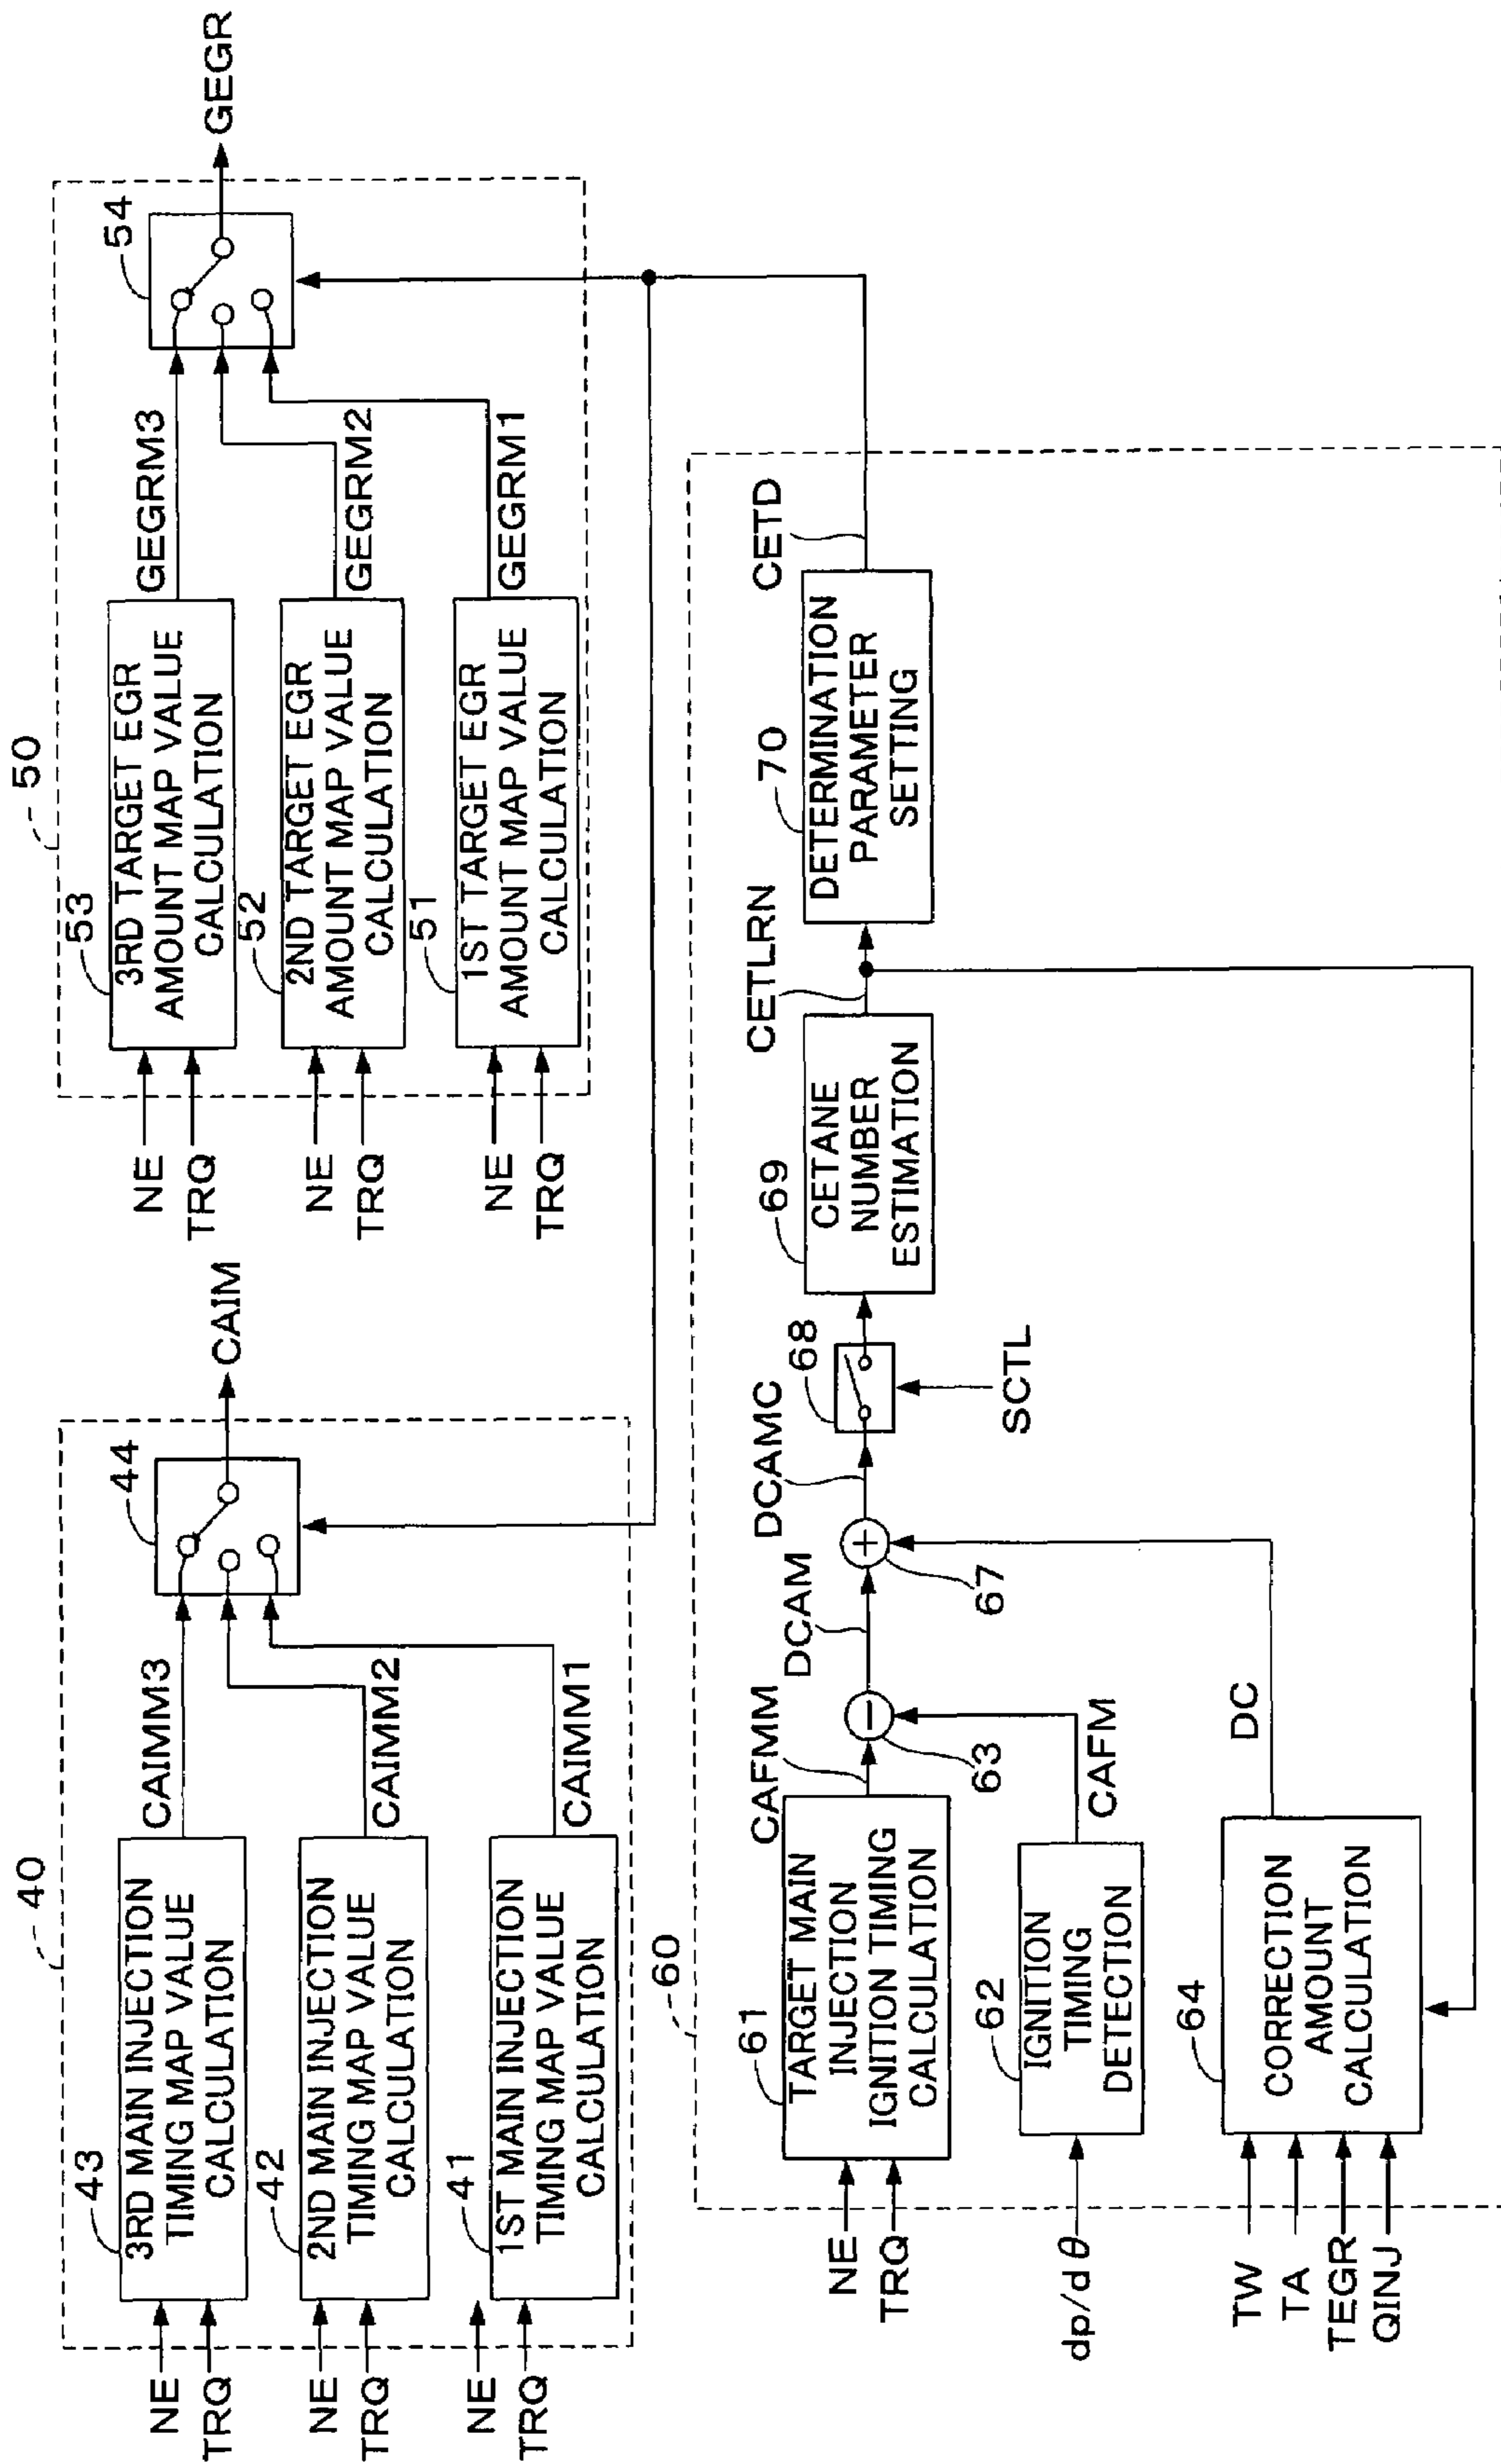 40
NE
TRQ
43
3RD MAIN INJECTION
TIMING MAP VALUE
CALCULATION
CAIMM3
NE
TRQ
42
2ND MAIN INJECTION
TIMING MAP VALUE
CALCULATION
CAIMM2
NE
TRQ
41
1ST MAIN INJECTION
TIMING MAP VALUE
CALCULATION
CAIMM1
44
CAIM
50
NE
TRQ
53
3RD TARGET EGR
AMOUNT MAP VALUE
CALCULATION
GEGRM3
NE
TRQ
52
2ND TARGET EGR
AMOUNT MAP VALUE
CALCULATION
GEGRM2
NE
TRQ
51
1ST TARGET EGR
AMOUNT MAP VALUE
CALCULATION
GEGRM1
54
GEGR
60
NE
TRQ
61
TARGET MAIN
INJECTION
IGNITION TIMING
CALCULATION
CAFMM
63
DCAM
67
DCAMC
68
SCTL
69
CETANE
NUMBER
ESTIMATION
CETLRN
70
DETERMINATION
PARAMETER
SETTING
CETD
dp/dθ
62
IGNITION
TIMING
DETECTION
CAFM
TW
TA
TEGR
QINJ
64
CORRECTION
AMOUNT
CALCULATION
DC